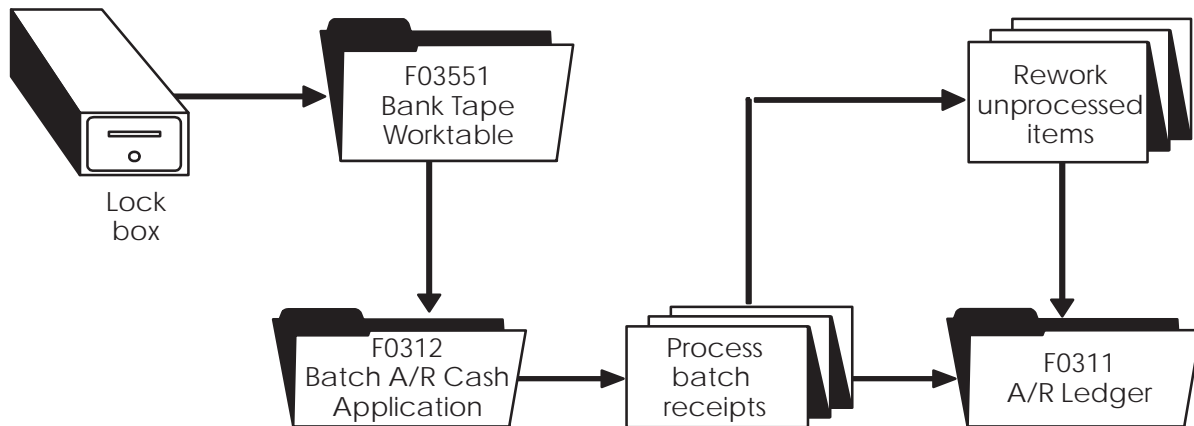 Lock
box
F03551
Bank Tape
Worktable
F0312
Batch A/R Cash
Application
Process
batch
receipts
Rework
unprocessed
items
F0311
A/R Ledger